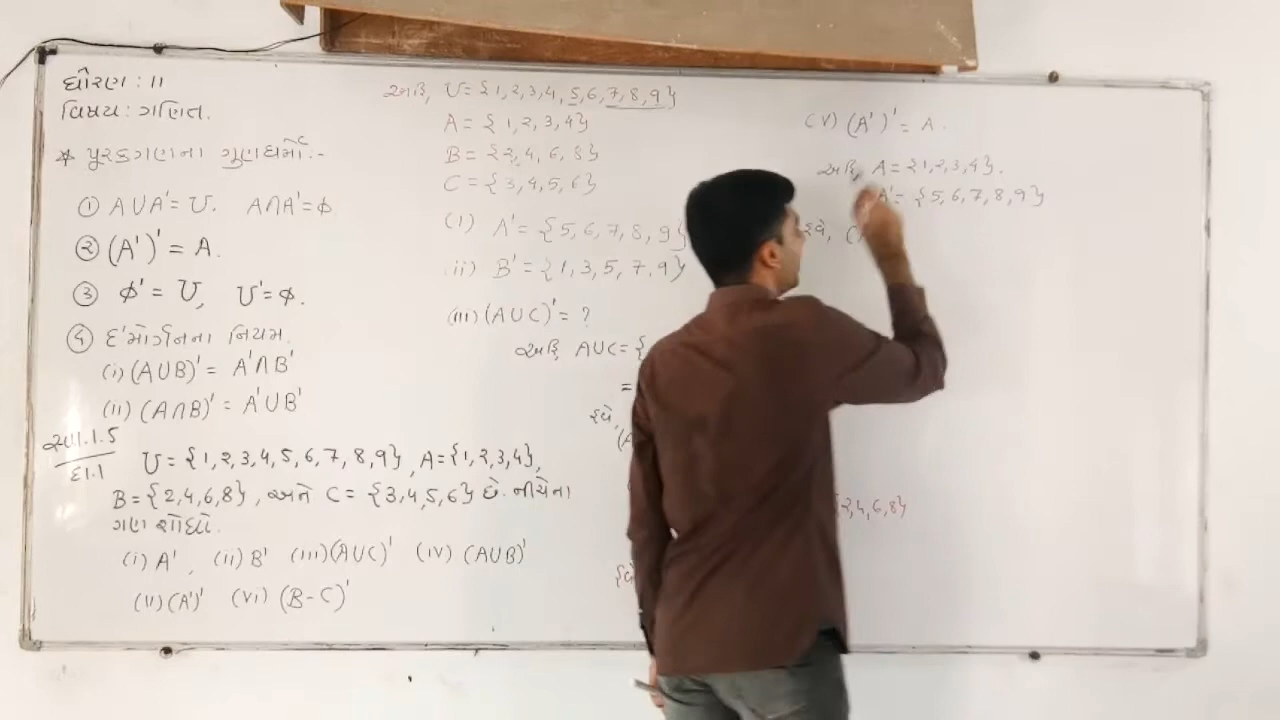 ધોરણ : 11
વિષય : ગણિત.
* પૂરકગણના ગુણધર્મો :-
① A∪A' = U. A∩A' = ϕ
② (A')' = A.
③ ϕ' = U, U' = ϕ.
④ દ'મોર્ગનના નિયમ.
(i) (A∪B)' = A'∩B'
(ii) (A∩B)' = A'∪B'
સ્વા.1.5
દા.1
U = {1,2,3,4,5,6,7,8,9}, A = {1,2,3,4},
B = {2,4,6,8}, અને C = {3,4,5,6} છે. નીચેના
ગણ શોધો.
(i) A', (ii) B' (iii) (A∪C)' (iv) (A∪B)'
(v) (A')' (vi) (B-C)'
અહિં, U = {1,2,3,4,5,6,7,8,9}
A = {1,2,3,4}
B = {2,4,6,8}
C = {3,4,5,6}
(i) A' = {5,6,7,8,9}
ii) B' = {1,3,5,7,9}
(iii) (A∪C)' = ?
અહિં, A∪C = {
=
હવે,
(A
{2,4,6,8}
હવે
(v) (A')' = A.
અહિં, A = {1,2,3,4}.
A' = {5,6,7,8,9}
હવે, (